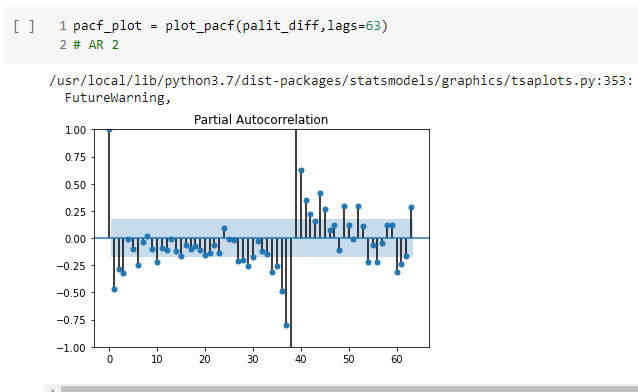 [ ] 1 pacf_plot = plot_pacf(palit_diff,lags=63)
2 # AR 2
/usr/local/lib/python3.7/dist-packages/statsmodels/graphics/tsaplots.py:353:
FutureWarning,
Partial Autocorrelation
1.00
0.75
0.50
0.25
0.00
−0.25
−0.50
−0.75
−1.00
0 10 20 30 40 50 60